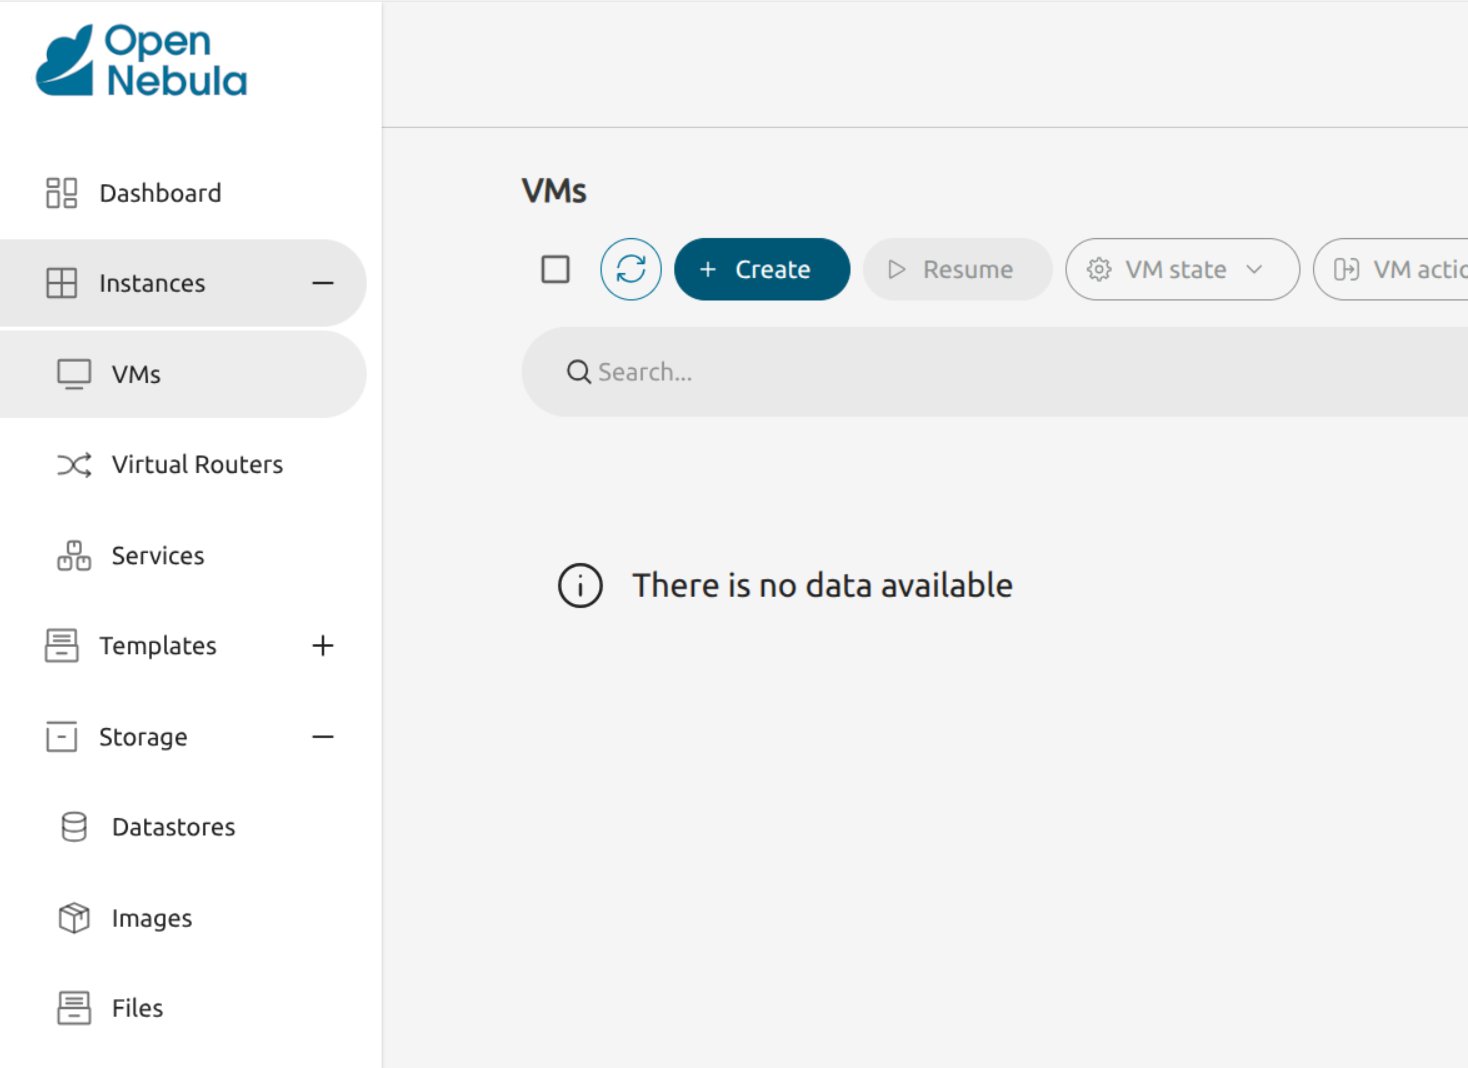 Open
Nebula
Dashboard
Instances
VMs
Virtual Routers
Services
Templates
Storage
Datastores
Images
Files
VMs
Create
Resume
VM state
VM actio
Search...
There is no data available